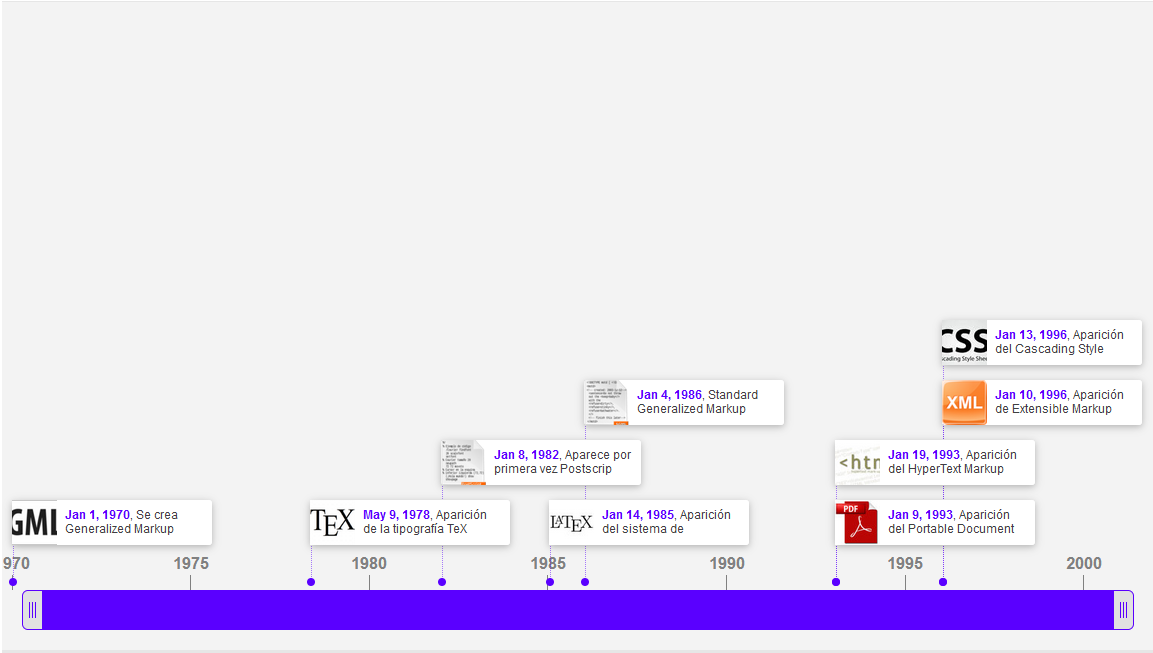 CSS
cading Style Shee
Jan 13, 1996, Aparición
del Cascading Style
Jan 4, 1986, Standard
Generalized Markup
XML
Jan 10, 1996, Aparición
de Extensible Markup
Jan 8, 1982, Aparece por
primera vez Postscrip
<htn
Jan 19, 1993, Aparición
del HyperText Markup
GML
Jan 1, 1970, Se crea
Generalized Markup
TEX
May 9, 1978, Aparición
de la tipografía TeX
LATEX
Jan 14, 1985, Aparición
del sistema de
PDF
Jan 9, 1993, Aparición
del Portable Document
970 1975 1980 1985 1990 1995 2000